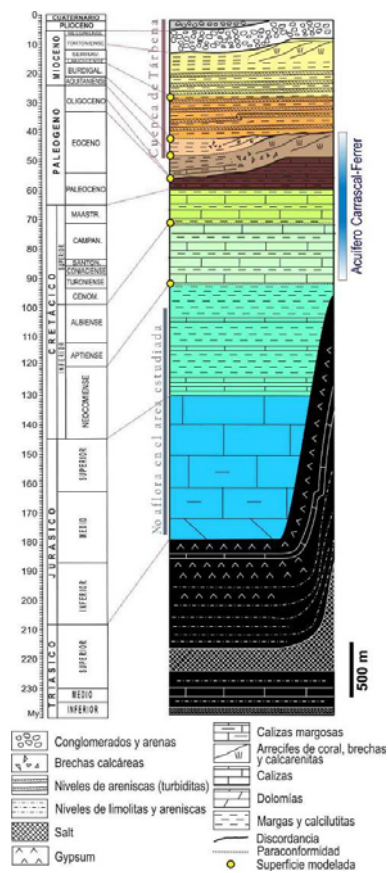 0
CUATERNARIO
PLIOCENO
10
TORTONIENSE
SERRAV.
MIOCENO
20
BURDIGAL.
AQUITANIENSE
30
OLIGOCENO
40
EOCENO
50
PALEOGENO
60
PALEOCENO
70
MAASTR.
80
CAMPAN.
SANTON.
CONIACIENSE
90
TURONIENSE
CENOM.
SUPERIOR
100
ALBIENSE
110
APTIENSE
INFERIOR
120
CRETÁCICO
130
NEOCOMIENSE
140
150
SUPERIOR
160
170
MEDIO
180
190
INFERIOR
200
JURASICO
210
SUPERIOR
220
230
MEDIO
INFERIOR
TRIASICO
My
Cuenca de Tárbena
No aflora en el area estudiada
Acuífero Carrascal-Ferrer
500 m
Conglomerados y arenas
Brechas calcáreas
Niveles de areniscas (turbiditas)
Niveles de limolitas y areniscas
Salt
Gypsum
Calizas margosas
Arrecifes de coral, brechas
y calcarenitas
Calizas
Dolomías
Margas y calcilutitas
Discordancia
Paraconformidad
Superficie modelada